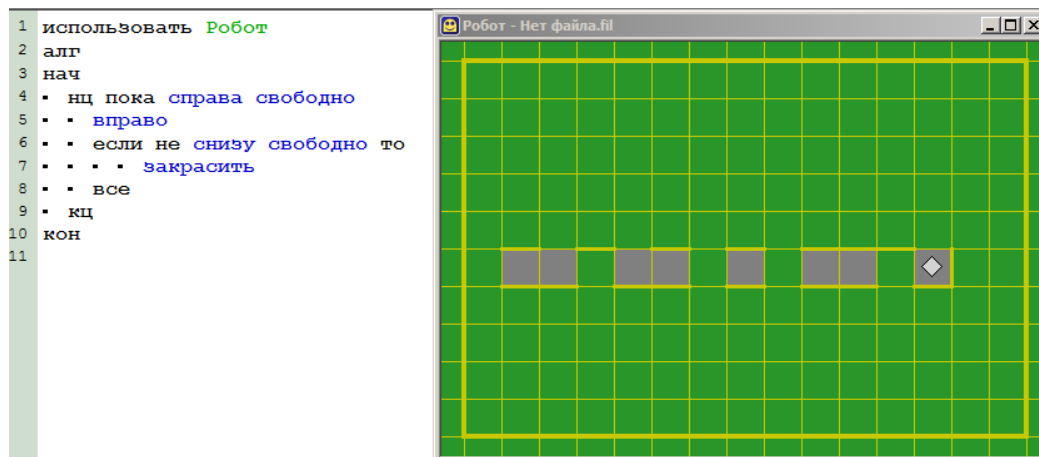 1 использовать Робот
2 алг
3 нач
4 ▪ нц пока справа свободно
5 ▪ ▪ вправо
6 ▪ ▪ если не снизу свободно то
7 ▪ ▪ ▪ ▪ закрасить
8 ▪ ▪ все
9 ▪ кц
10 кон
11
Робот - Нет файла.fil